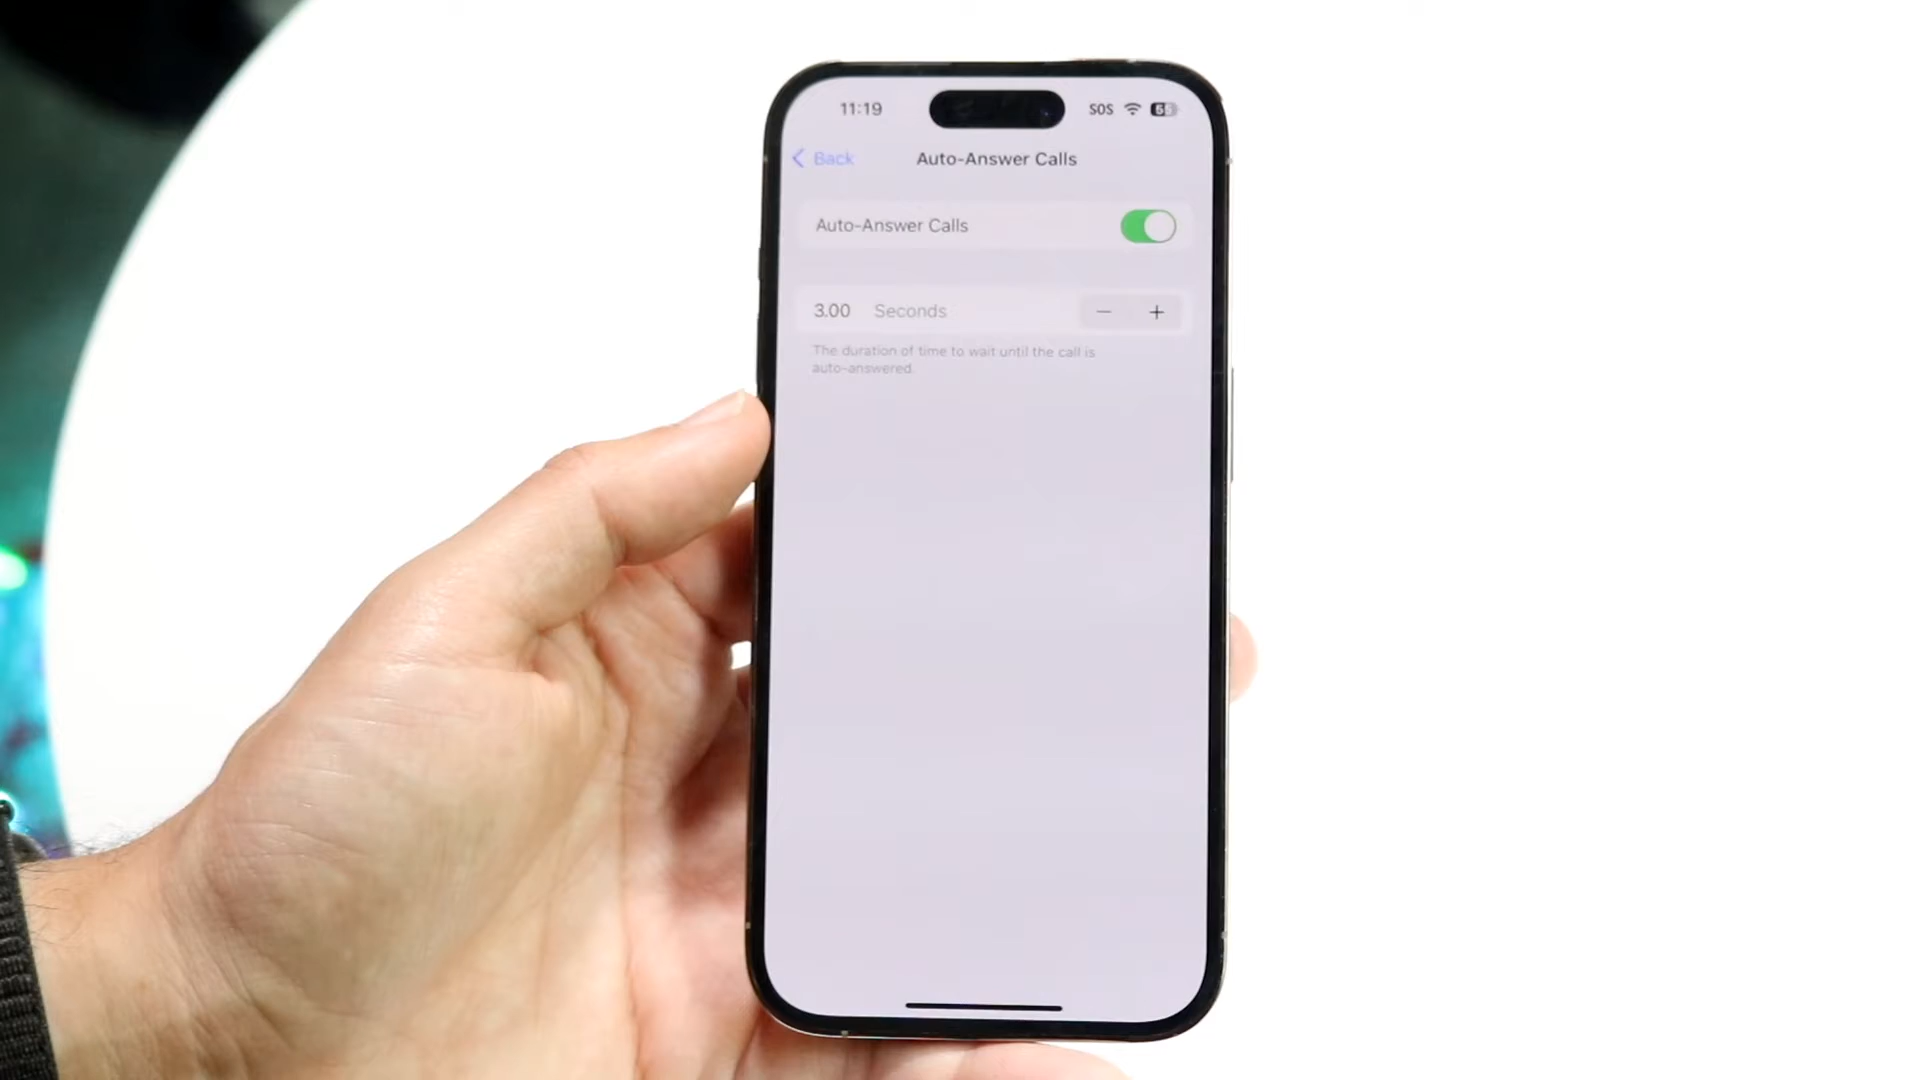 11:19
SOS
Back
Auto-Answer Calls
Auto-Answer Calls
3.00 Seconds
− +
The duration of time to wait until the call is
auto-answered.